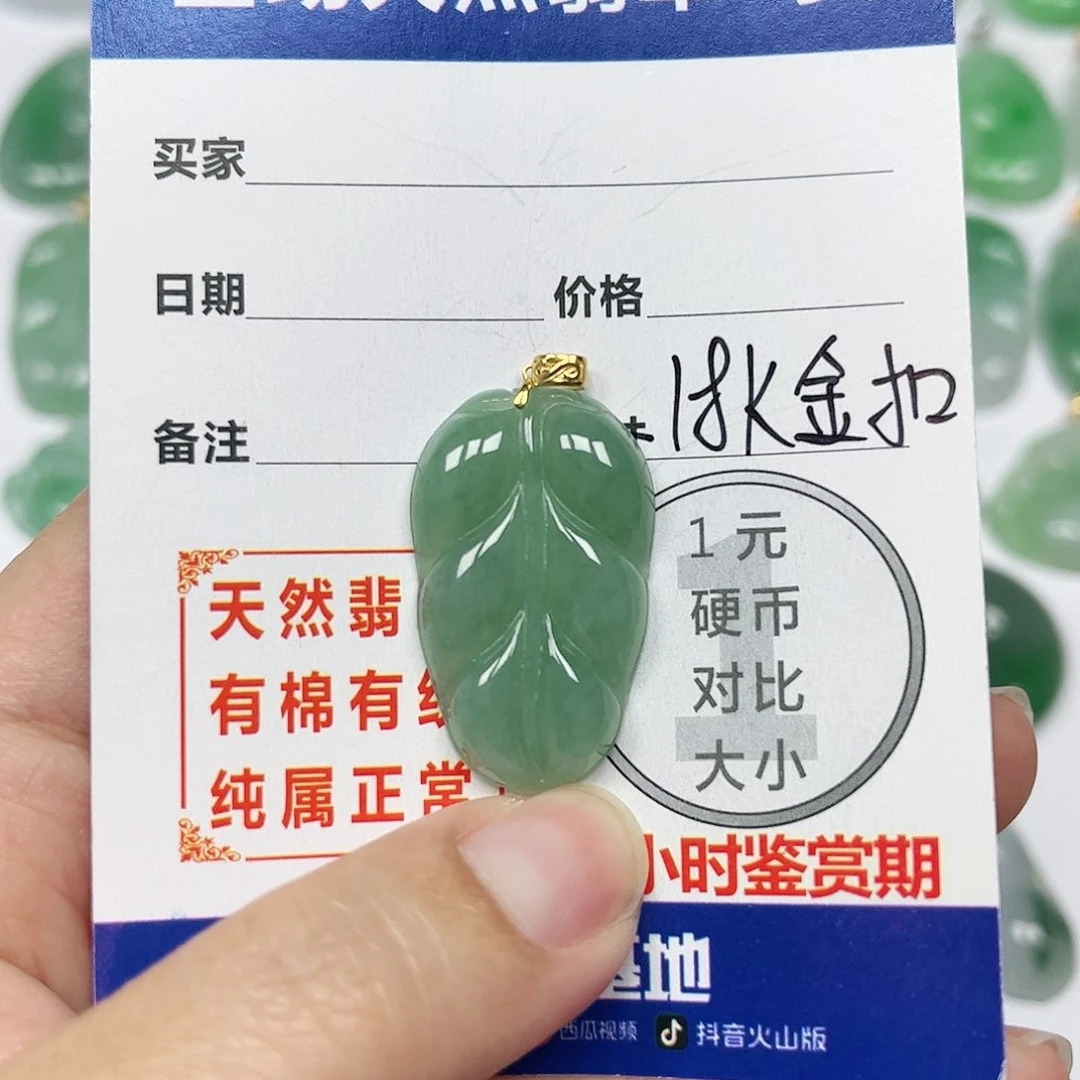 买家
日期 价格
18K金扣
备注
1元
硬币
对比
大小
天然翡
有棉有
纯属正常
小时鉴赏期
基地
西瓜视频 抖音火山版